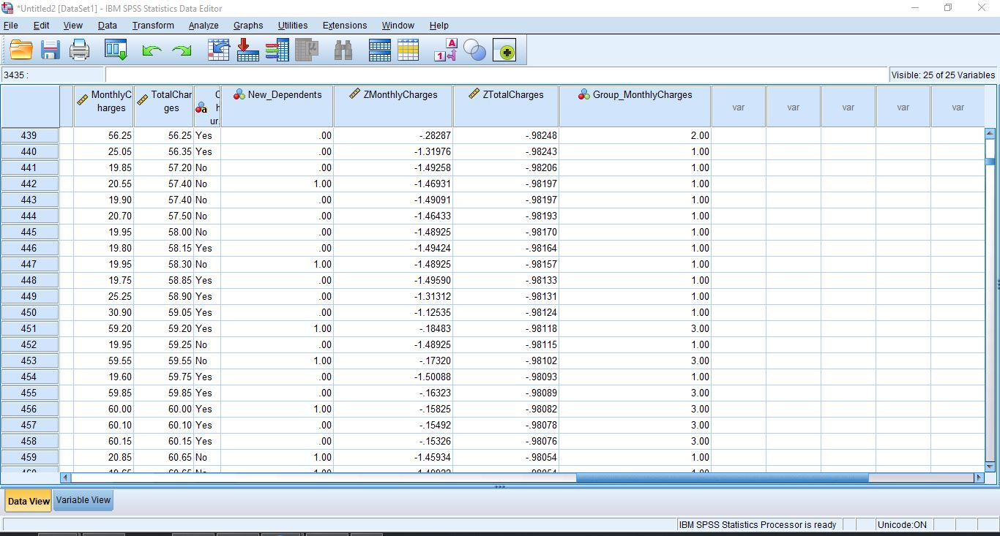 *Untitled2 [DataSet1] - IBM SPSS Statistics Data Editor
File Edit View Data Transform Analyze Graphs Utilities Extensions Window Help
3435 : Visible: 25 of 25 Variables
MonthlyC harges TotalChar ges C h ur. New_Dependents ZMonthlyCharges ZTotalCharges Group_MonthlyCharges var var var var var
439 56.25 56.25 Yes .00 -.28287 -.98248 2.00
440 25.05 56.35 Yes .00 -1.31976 -.98243 1.00
441 19.85 57.20 No .00 -1.49258 -.98206 1.00
442 20.55 57.40 No 1.00 -1.46931 -.98197 1.00
443 19.90 57.40 No .00 -1.49091 -.98197 1.00
444 20.70 57.50 No .00 -1.46433 -.98193 1.00
445 19.95 58.00 No .00 -1.48925 -.98170 1.00
446 19.80 58.15 Yes .00 -1.49424 -.98164 1.00
447 19.95 58.30 No 1.00 -1.48925 -.98157 1.00
448 19.75 58.85 Yes .00 -1.49590 -.98133 1.00
449 25.25 58.90 Yes .00 -1.31312 -.98131 1.00
450 30.90 59.05 Yes .00 -1.12535 -.98124 1.00
451 59.20 59.20 Yes 1.00 -.18483 -.98118 3.00
452 19.95 59.25 No .00 -1.48925 -.98115 1.00
453 59.55 59.55 No 1.00 -.17320 -.98102 3.00
454 19.60 59.75 Yes .00 -1.50088 -.98093 1.00
455 59.85 59.85 Yes .00 -.16323 -.98089 3.00
456 60.00 60.00 Yes 1.00 -.15825 -.98082 3.00
457 60.10 60.10 Yes .00 -.15492 -.98078 3.00
458 60.15 60.15 Yes .00 -.15326 -.98076 3.00
459 20.85 60.65 No 1.00 -1.45934 -.98054 1.00
Data View Variable View
IBM SPSS Statistics Processor is ready Unicode:ON